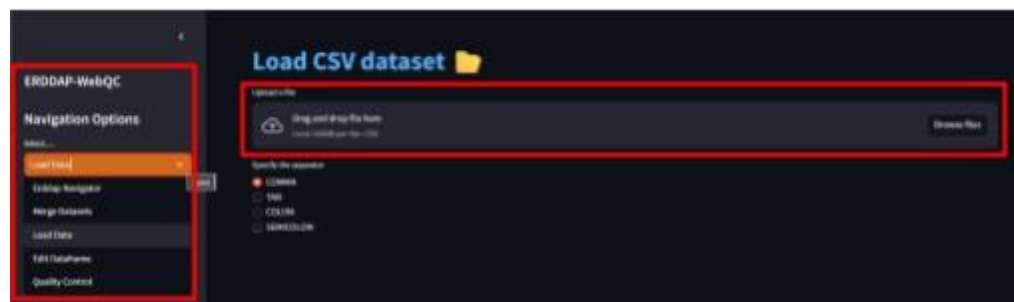 ERDDAP-WebQC
Navigation Options
Select...
Load Data
Erddap Navigator
Merge Datasets
Load Data
Edit DataFrame
Quality Control
Load CSV dataset
Upload a file
Drag and drop file here
Browse files
Specify the separator
COMMA
TAB
COLON
SEMICOLON